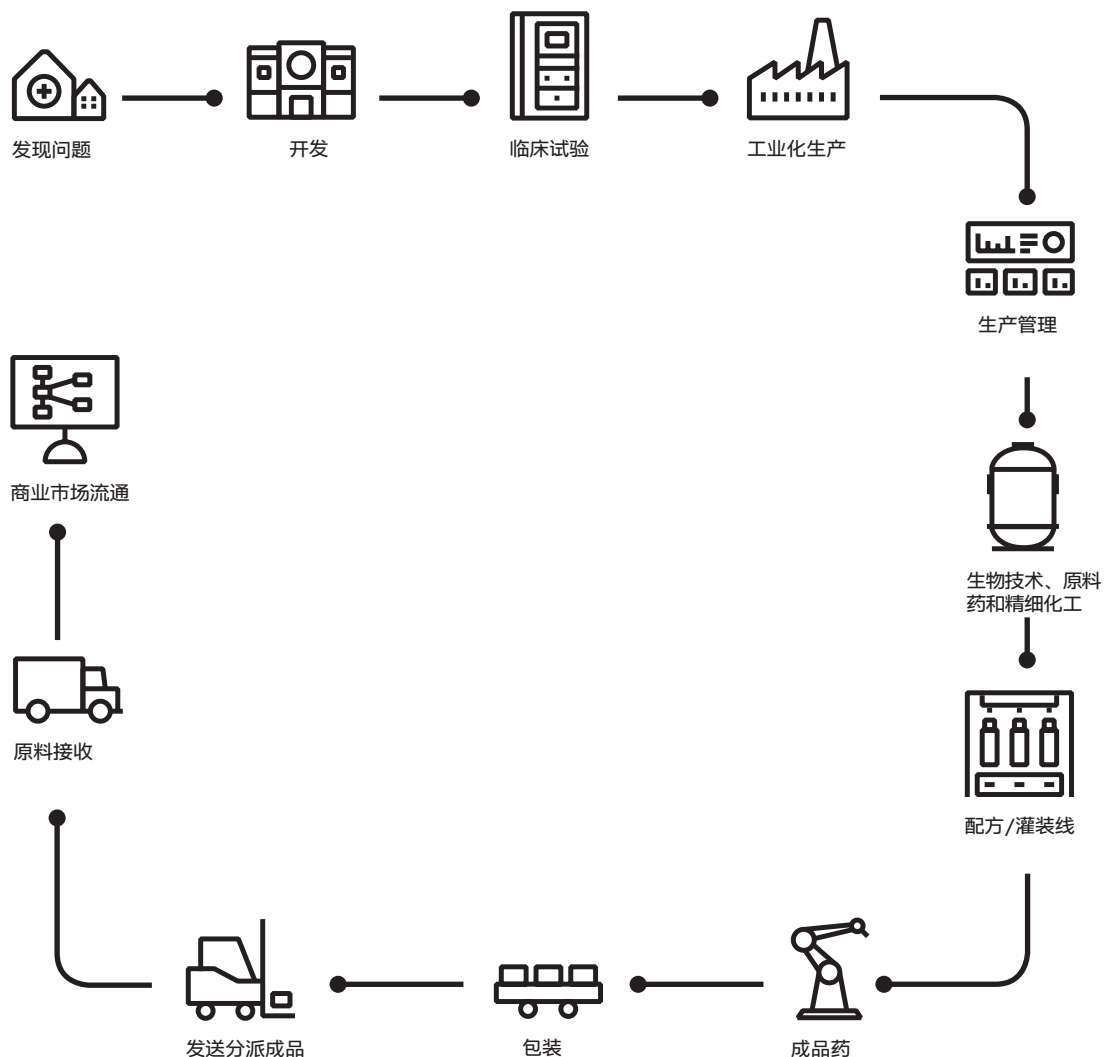 发现问题
开发
临床试验
工业化生产
生产管理
商业市场流通
生物技术、原料
药和精细化工
原料接收
配方/灌装线
发送分派成品
包装
成品药